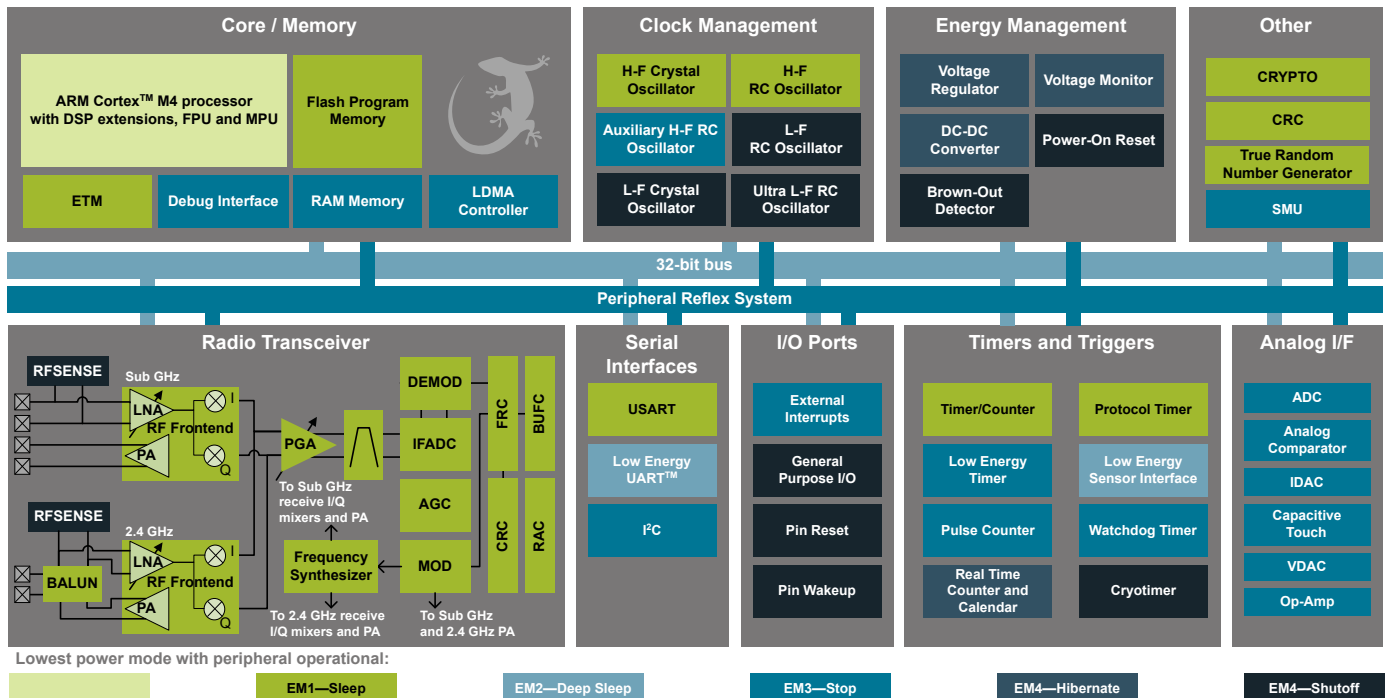 Core / Memory
ARM Cortex™ M4 processor
with DSP extensions, FPU and MPU
Flash Program
Memory
ETM
Debug Interface
RAM Memory
LDMA
Controller
Clock Management
H-F Crystal
Oscillator
H-F
RC Oscillator
Auxiliary H-F RC
Oscillator
L-F
RC Oscillator
L-F Crystal
Oscillator
Ultra L-F RC
Oscillator
Energy Management
Voltage
Regulator
Voltage Monitor
DC-DC
Converter
Power-On Reset
Brown-Out
Detector
Other
CRYPTO
CRC
True Random
Number Generator
SMU
32-bit bus
Peripheral Reflex System
Radio Transceiver
RFSENSE
Sub GHz
LNA
RF Frontend
PA
I
Q
PGA
To Sub GHz
receive I/Q
mixers and PA
DEMOD
IFADC
AGC
MOD
FRC
BUFC
CRC
RAC
RFSENSE
2.4 GHz
BALUN
LNA
RF Frontend
PA
I
Q
Frequency
Synthesizer
To 2.4 GHz receive
I/Q mixers and PA
To Sub GHz
and 2.4 GHz PA
Serial
Interfaces
USART
Low Energy
UART™
I²C
I/O Ports
External
Interrupts
General
Purpose I/O
Pin Reset
Pin Wakeup
Timers and Triggers
Timer/Counter
Protocol Timer
Low Energy
Timer
Low Energy
Sensor Interface
Pulse Counter
Watchdog Timer
Real Time
Counter and
Calendar
Cryotimer
Analog I/F
ADC
Analog
Comparator
IDAC
Capacitive
Touch
VDAC
Op-Amp
Lowest power mode with peripheral operational:
EM1—Sleep
EM2—Deep Sleep
EM3—Stop
EM4—Hibernate
EM4—Shutoff